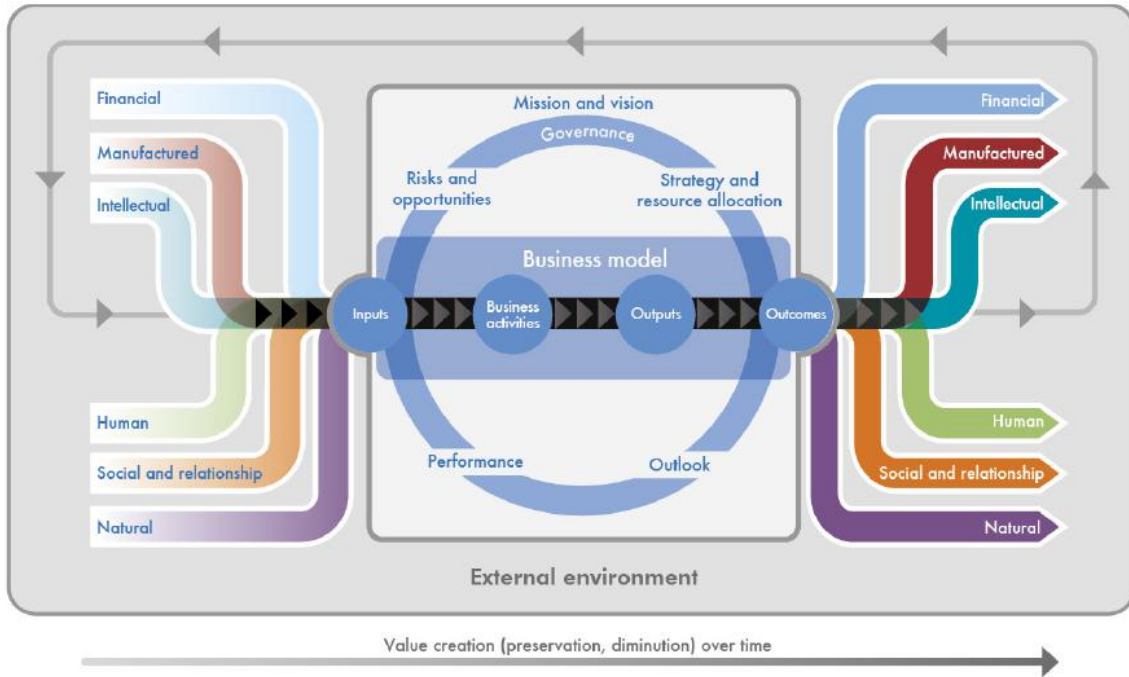 Financial
Manufactured
Intellectual
Human
Social and relationship
Natural
Mission and vision
Governance
Risks and
opportunities
Strategy and
resource allocation
Business model
Inputs
Business
activities
Outputs
Outcomes
Performance
Outlook
Financial
Manufactured
Intellectual
Human
Social and relationship
Natural
External environment
Value creation (preservation, diminution) over time